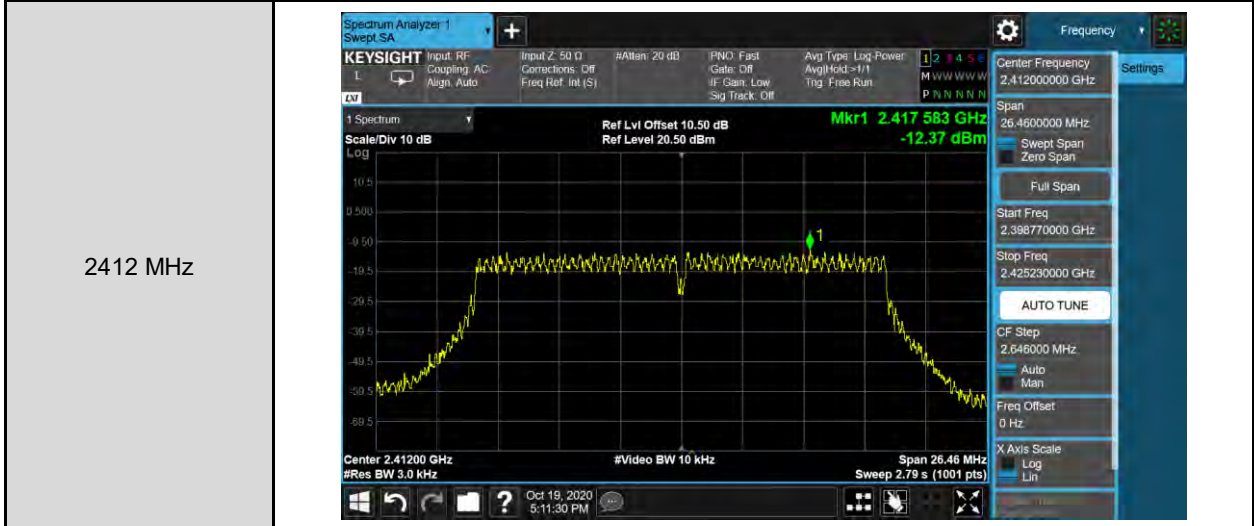 2412 MHz
Spectrum Analyzer 1
Swept SA
+
Frequency
KEYSIGHT
L
LXI
Input: RF
Coupling: AC
Align: Auto
Input Z: 50 Ω
Corrections: Off
Freq Ref: Int (S)
#Atten: 20 dB
PNO: Fast
Gate: Off
IF Gain: Low
Sig Track: Off
Avg Type: Log-Power
Avg|Hold:>1/1
Trig: Free Run
1 2 3 4 5 6
M W W W W W
P N N N N N
1 Spectrum
Scale/Div 10 dB
Log
Ref Lvl Offset 10.50 dB
Ref Level 20.50 dBm
Mkr1 2.417 583 GHz
-12.37 dBm
10.5
0.500
-9.50
-19.5
-29.5
-39.5
-49.5
-59.5
-69.5
1
Center 2.41200 GHz
#Res BW 3.0 kHz
#Video BW 10 kHz
Span 26.46 MHz
Sweep 2.79 s (1001 pts)
?
Oct 19, 2020
5:11:30 PM
Center Frequency
2.412000000 GHz
Settings
Span
26.4600000 MHz
Swept Span
Zero Span
Full Span
Start Freq
2.398770000 GHz
Stop Freq
2.425230000 GHz
AUTO TUNE
CF Step
2.646000 MHz
Auto
Man
Freq Offset
0 Hz
X Axis Scale
Log
Lin